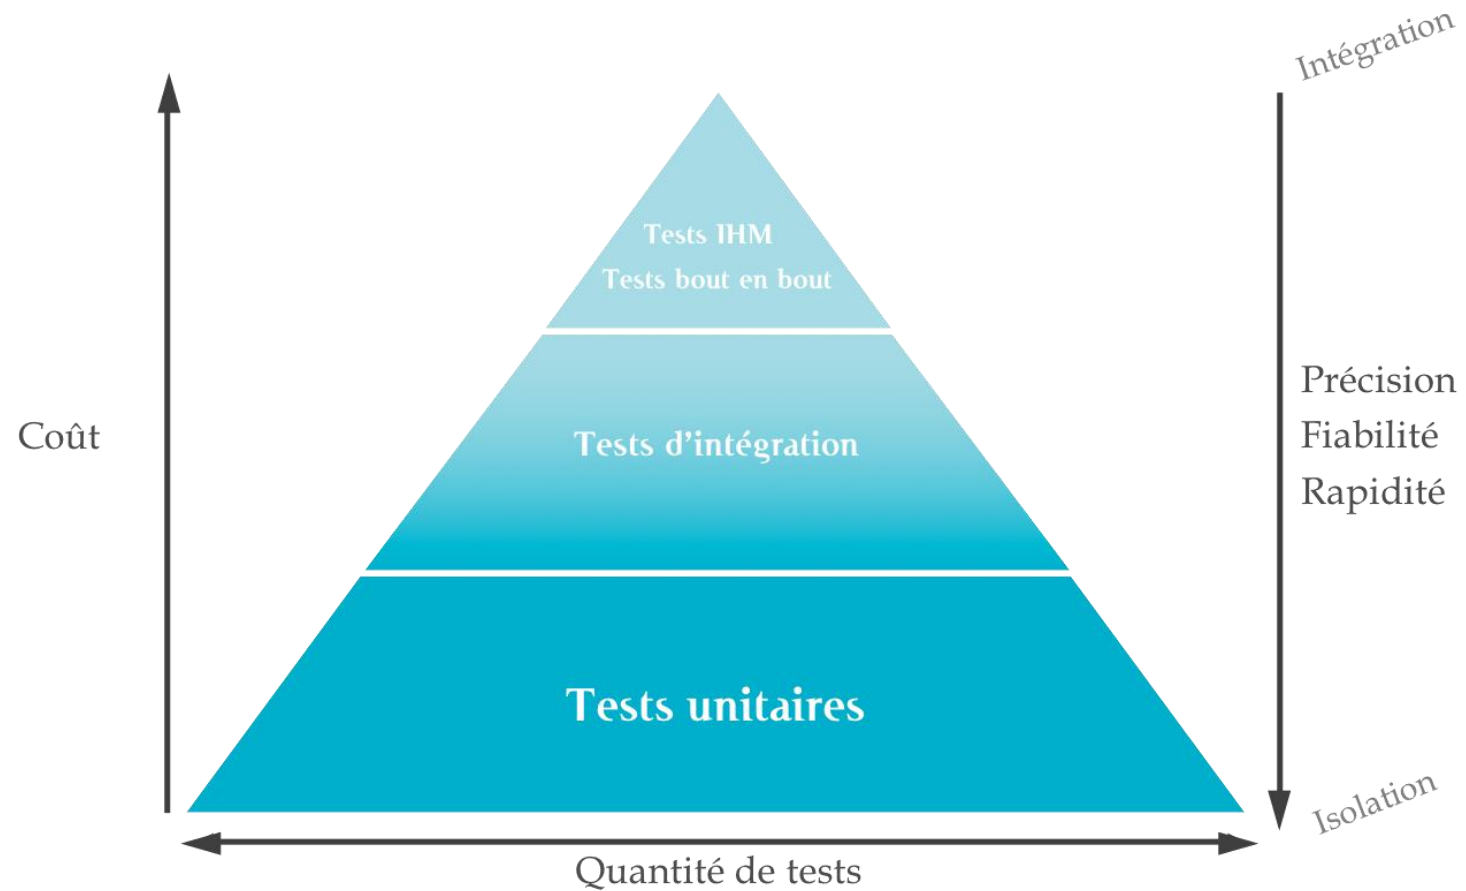 Intégration
Tests IHM
Tests bout en bout
Coût
Tests d'intégration
Précision
Fiabilité
Rapidité
Tests unitaires
Isolation
Quantité de tests